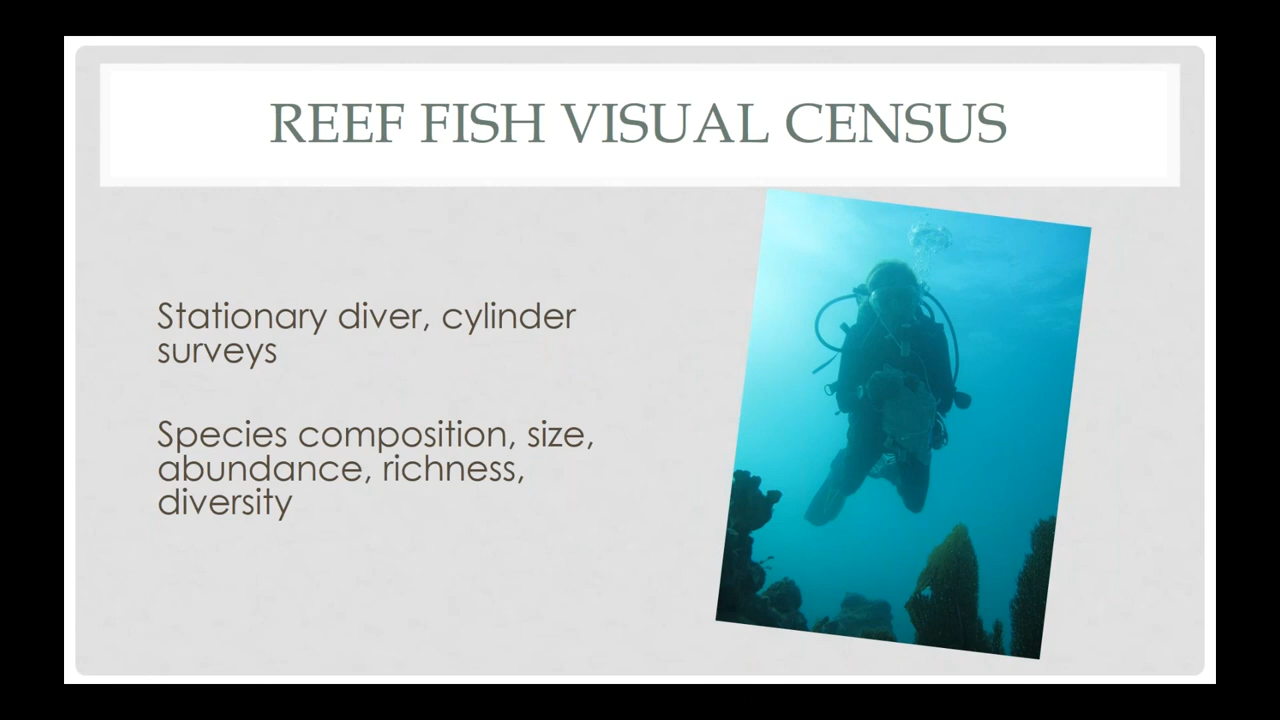 REEF FISH VISUAL CENSUS
Stationary diver, cylinder
surveys
Species composition, size,
abundance, richness,
diversity